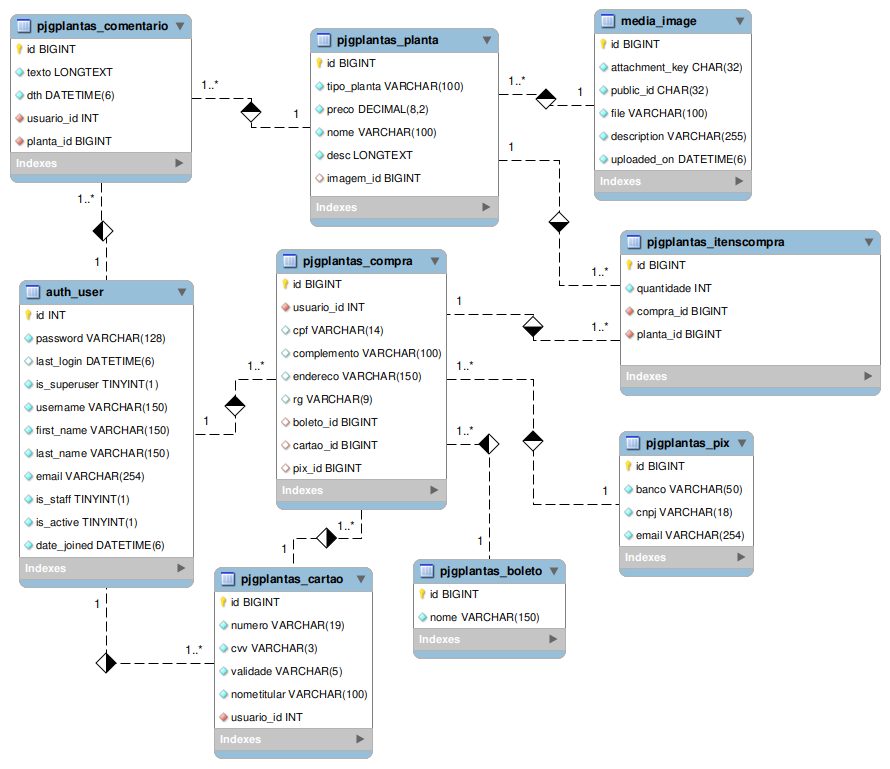 pjgplantas_comentario
id BIGINT
texto LONGTEXT
dth DATETIME(6)
usuario_id INT
planta_id BIGINT
Indexes
1..*
1
pjgplantas_planta
id BIGINT
tipo_planta VARCHAR(100)
preco DECIMAL(8,2)
nome VARCHAR(100)
desc LONGTEXT
imagem_id BIGINT
Indexes
1..*
1
media_image
id BIGINT
attachment_key CHAR(32)
public_id CHAR(32)
file VARCHAR(100)
description VARCHAR(255)
uploaded_on DATETIME(6)
Indexes
1
1..*
1..*
1
auth_user
id INT
password VARCHAR(128)
last_login DATETIME(6)
is_superuser TINYINT(1)
username VARCHAR(150)
first_name VARCHAR(150)
last_name VARCHAR(150)
email VARCHAR(254)
is_staff TINYINT(1)
is_active TINYINT(1)
date_joined DATETIME(6)
Indexes
1..*
1
pjgplantas_compra
id BIGINT
usuario_id INT
cpf VARCHAR(14)
complemento VARCHAR(100)
endereco VARCHAR(150)
rg VARCHAR(9)
boleto_id BIGINT
cartao_id BIGINT
pix_id BIGINT
Indexes
1
1..*
pjgplantas_itenscompra
id BIGINT
quantidade INT
compra_id BIGINT
planta_id BIGINT
Indexes
1..*
1
pjgplantas_pix
id BIGINT
banco VARCHAR(50)
cnpj VARCHAR(18)
email VARCHAR(254)
Indexes
1..*
1
1..*
1
pjgplantas_boleto
id BIGINT
nome VARCHAR(150)
Indexes
1
1..*
pjgplantas_cartao
id BIGINT
numero VARCHAR(19)
cvv VARCHAR(3)
validade VARCHAR(5)
nometitular VARCHAR(100)
usuario_id INT
Indexes